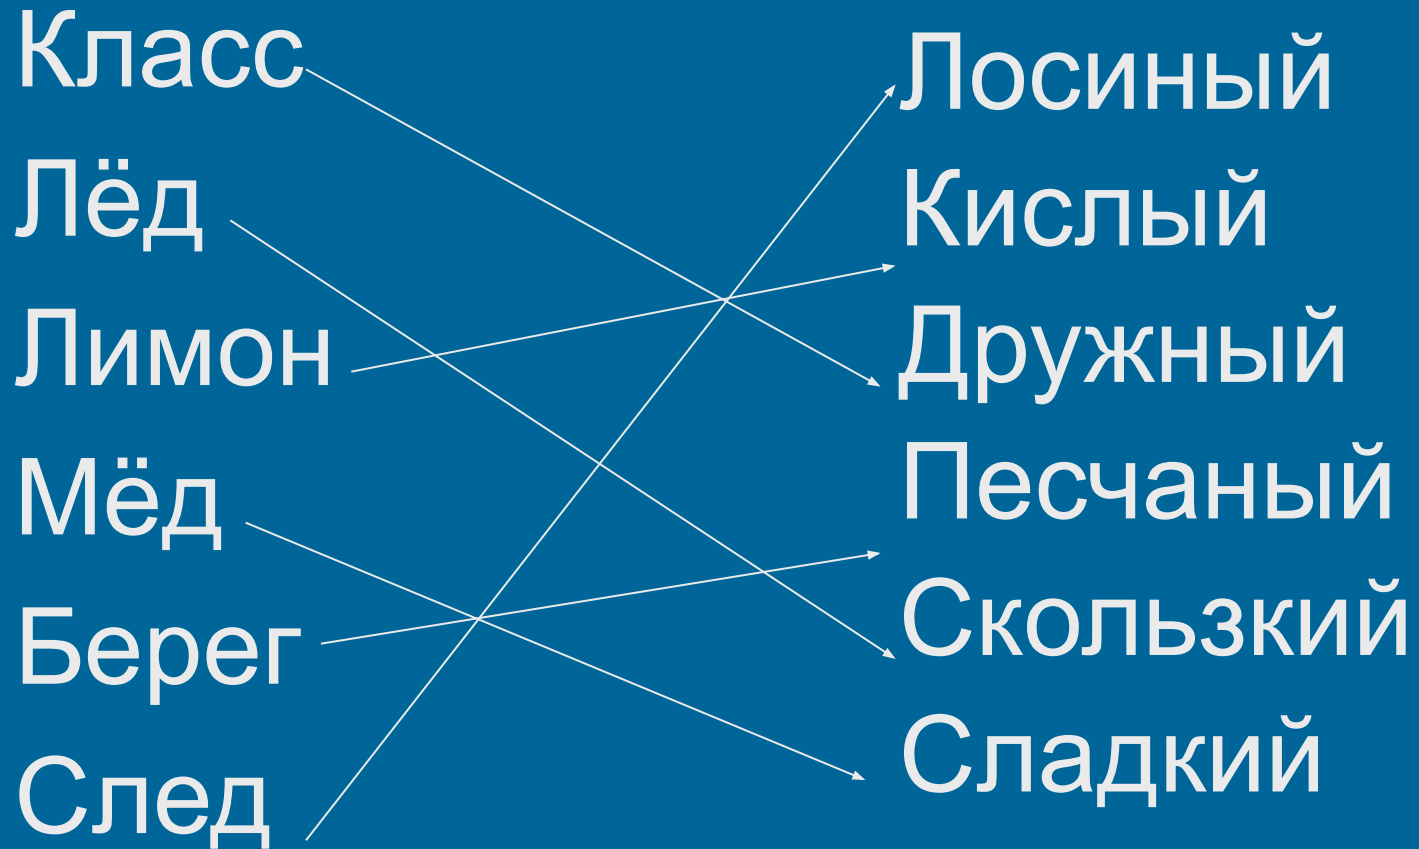 Класс
Лёд
Лимон
Мёд
Берег
След
Лосиный
Кислый
Дружный
Песчаный
Скользкий
Сладкий